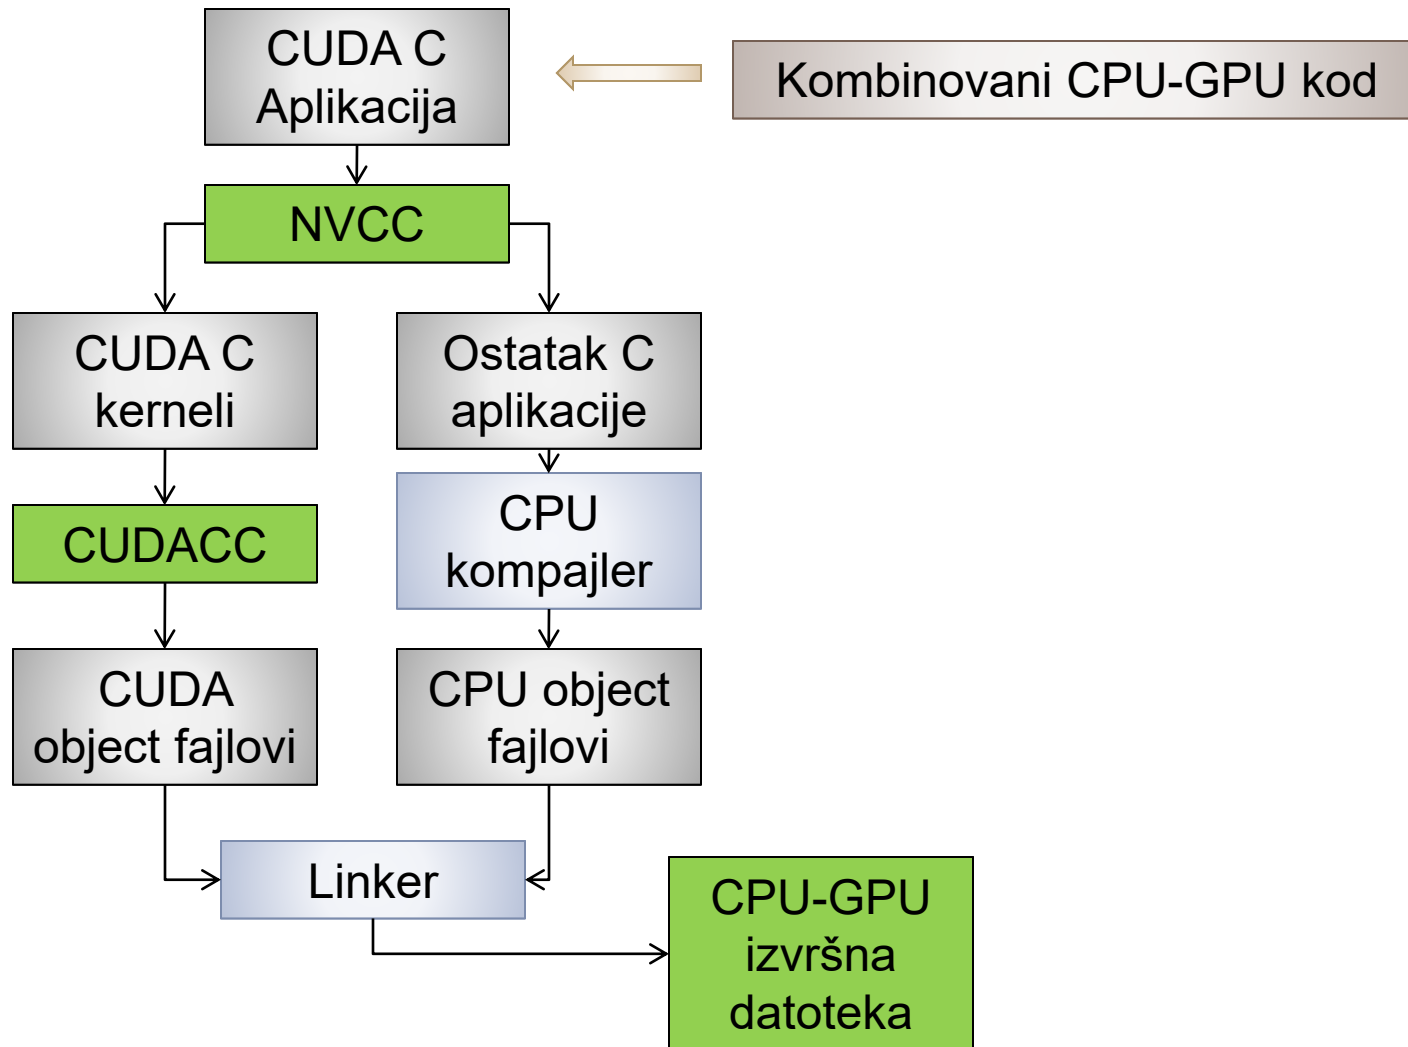 CUDA C
Aplikacija
Kombinovani CPU-GPU kod
NVCC
CUDA C
kerneli
Ostatak C
aplikacije
CUDACC
CPU
kompajler
CUDA
object fajlovi
CPU object
fajlovi
Linker
CPU-GPU
izvršna
datoteka